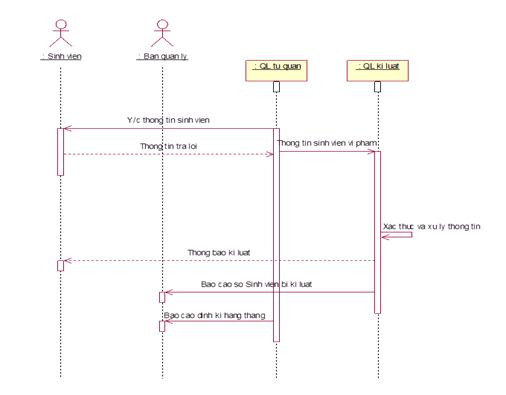 : Sinh vien
: Ban quan ly
: QL tu quan
: QL ki luat
Y/c thong tin sinh vien
Thong tin tra loi
Thong tin sinh vien vi pham
Xac thuc va xu ly thong tin
Thong bao ki luat
Bao cao so Sinh vien bi ki luat
Bao cao dinh ki hang thang